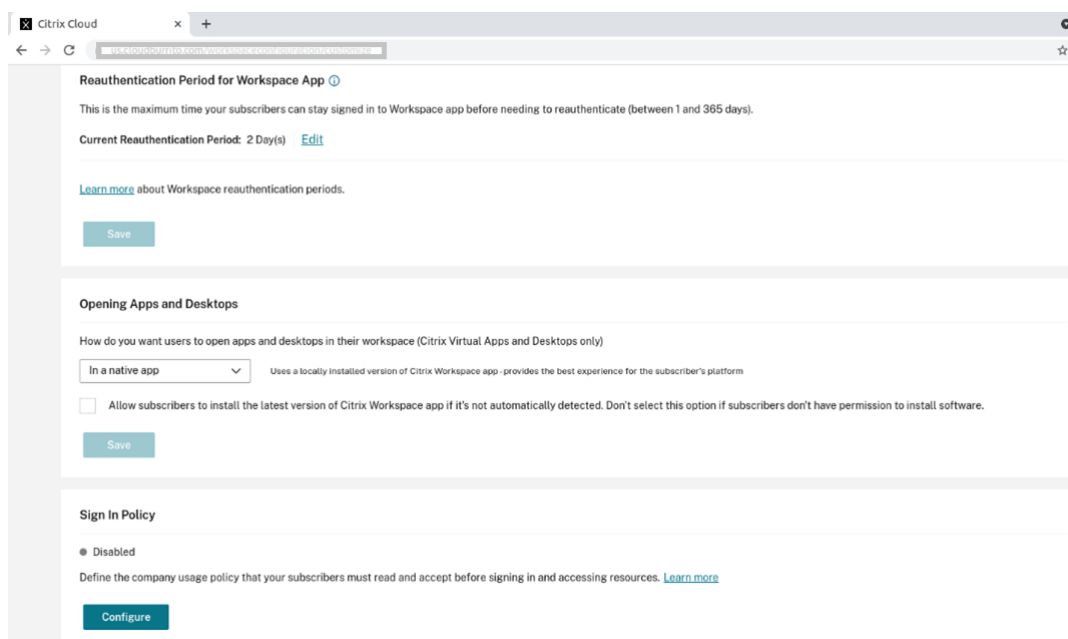 Citrix Cloud
us.cloudburrito.com/workspaceconfiguration/customize
Reauthentication Period for Workspace App
This is the maximum time your subscribers can stay signed in to Workspace app before needing to reauthenticate (between 1 and 365 days).
Current Reauthentication Period: 2 Day(s) Edit
Learn more about Workspace reauthentication periods.
Save
Opening Apps and Desktops
How do you want users to open apps and desktops in their workspace (Citrix Virtual Apps and Desktops only)
In a native app Uses a locally installed version of Citrix Workspace app - provides the best experience for the subscriber's platform
Allow subscribers to install the latest version of Citrix Workspace app if it's not automatically detected. Don't select this option if subscribers don't have permission to install software.
Save
Sign In Policy
Disabled
Define the company usage policy that your subscribers must read and accept before signing in and accessing resources. Learn more
Configure